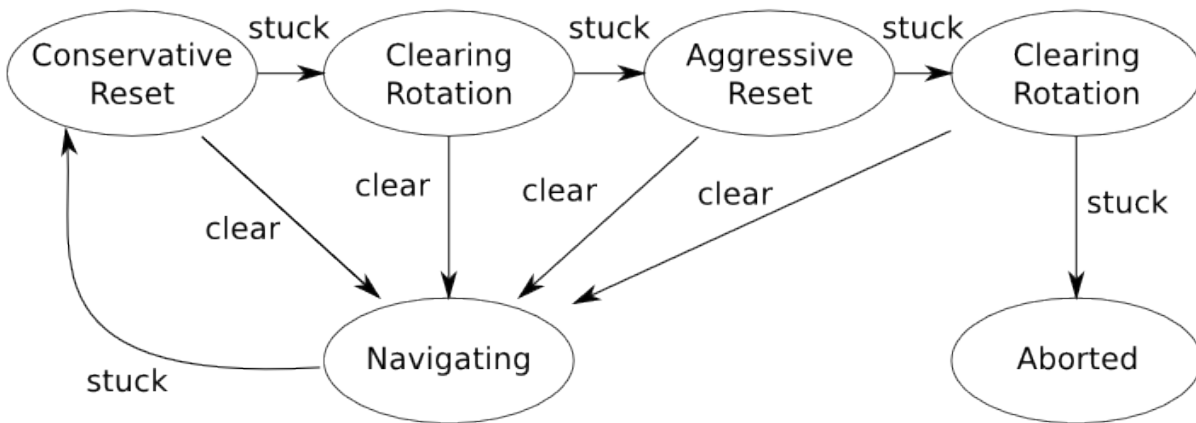 stuck
stuck
stuck
Conservative
Reset
Clearing
Rotation
Aggressive
Reset
Clearing
Rotation
clear
clear
clear
clear
stuck
stuck
Navigating
Aborted